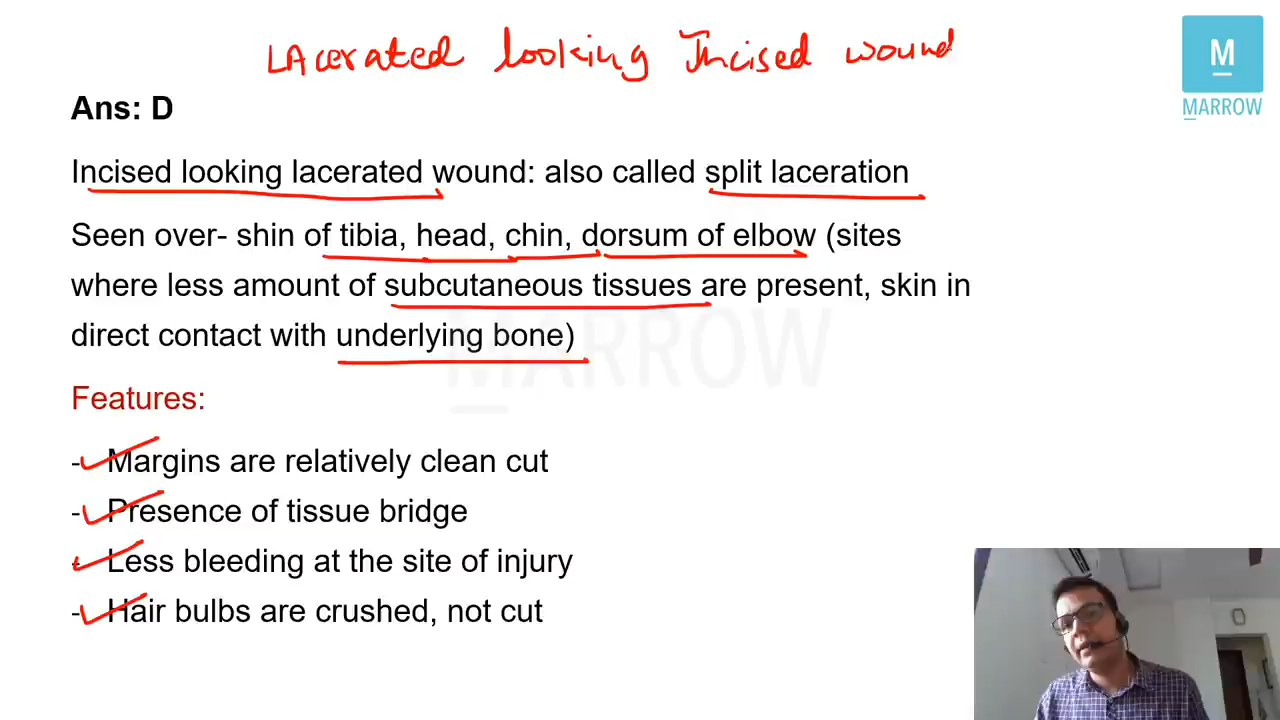 LAcerated looking Incised wound
M
MARROW
Ans: D
Incised looking lacerated wound: also called split laceration
Seen over- shin of tibia, head, chin, dorsum of elbow (sites
where less amount of subcutaneous tissues are present, skin in
direct contact with underlying bone)
MARROW
Features:
- Margins are relatively clean cut
- Presence of tissue bridge
- Less bleeding at the site of injury
- Hair bulbs are crushed, not cut